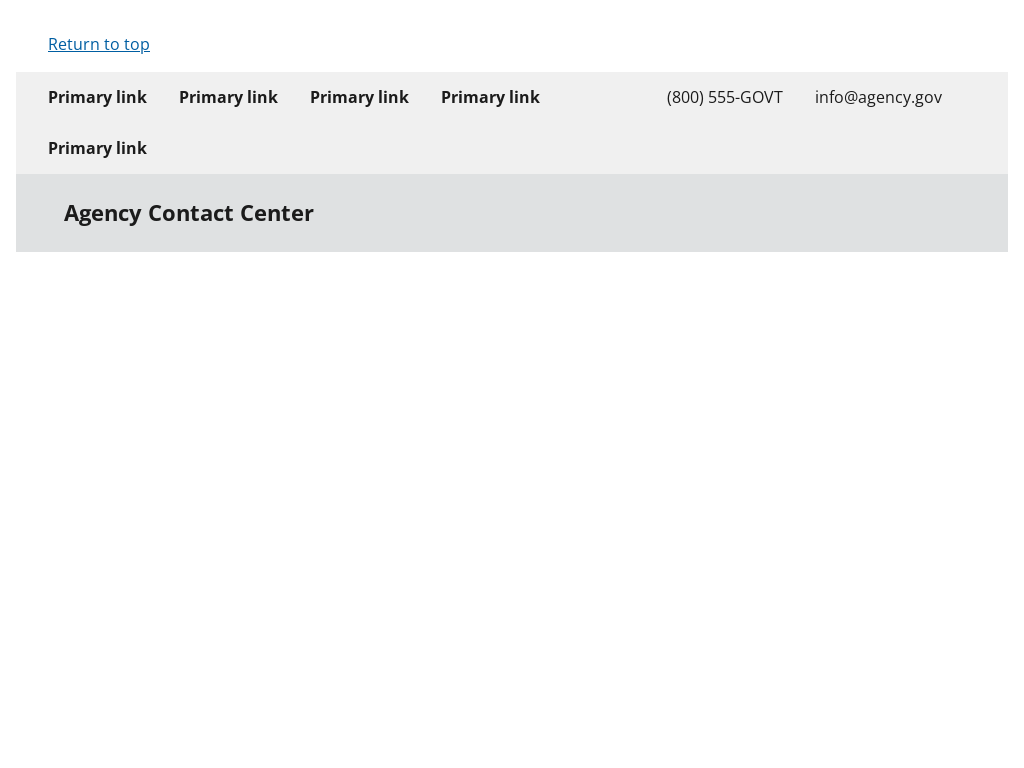 Return to top
Primary link Primary link Primary link Primary link (800) 555-GOVT info@agency.gov
Primary link
Agency Contact Center